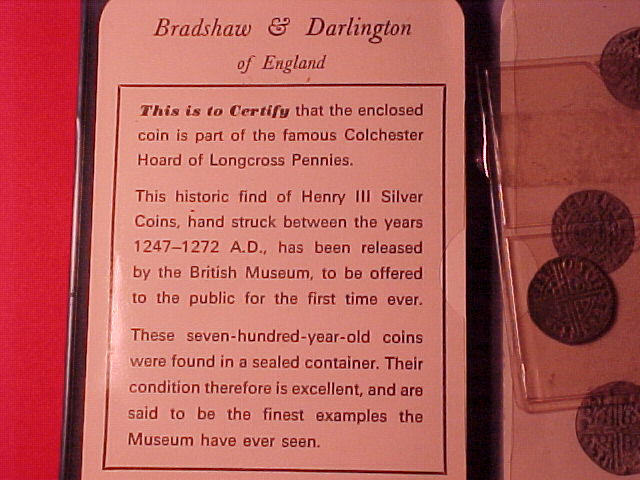 Bradshaw & Darlington
of England
This is to Certify that the enclosed
coin is part of the famous Colchester
Hoard of Longcross Pennies.
This historic find of Henry III Silver
Coins, hand struck between the years
1247–1272 A.D., has been released
by the British Museum, to be offered
to the public for the first time ever.
These seven-hundred-year-old coins
were found in a sealed container. Their
condition therefore is excellent, and are
said to be the finest examples the
Museum have ever seen.